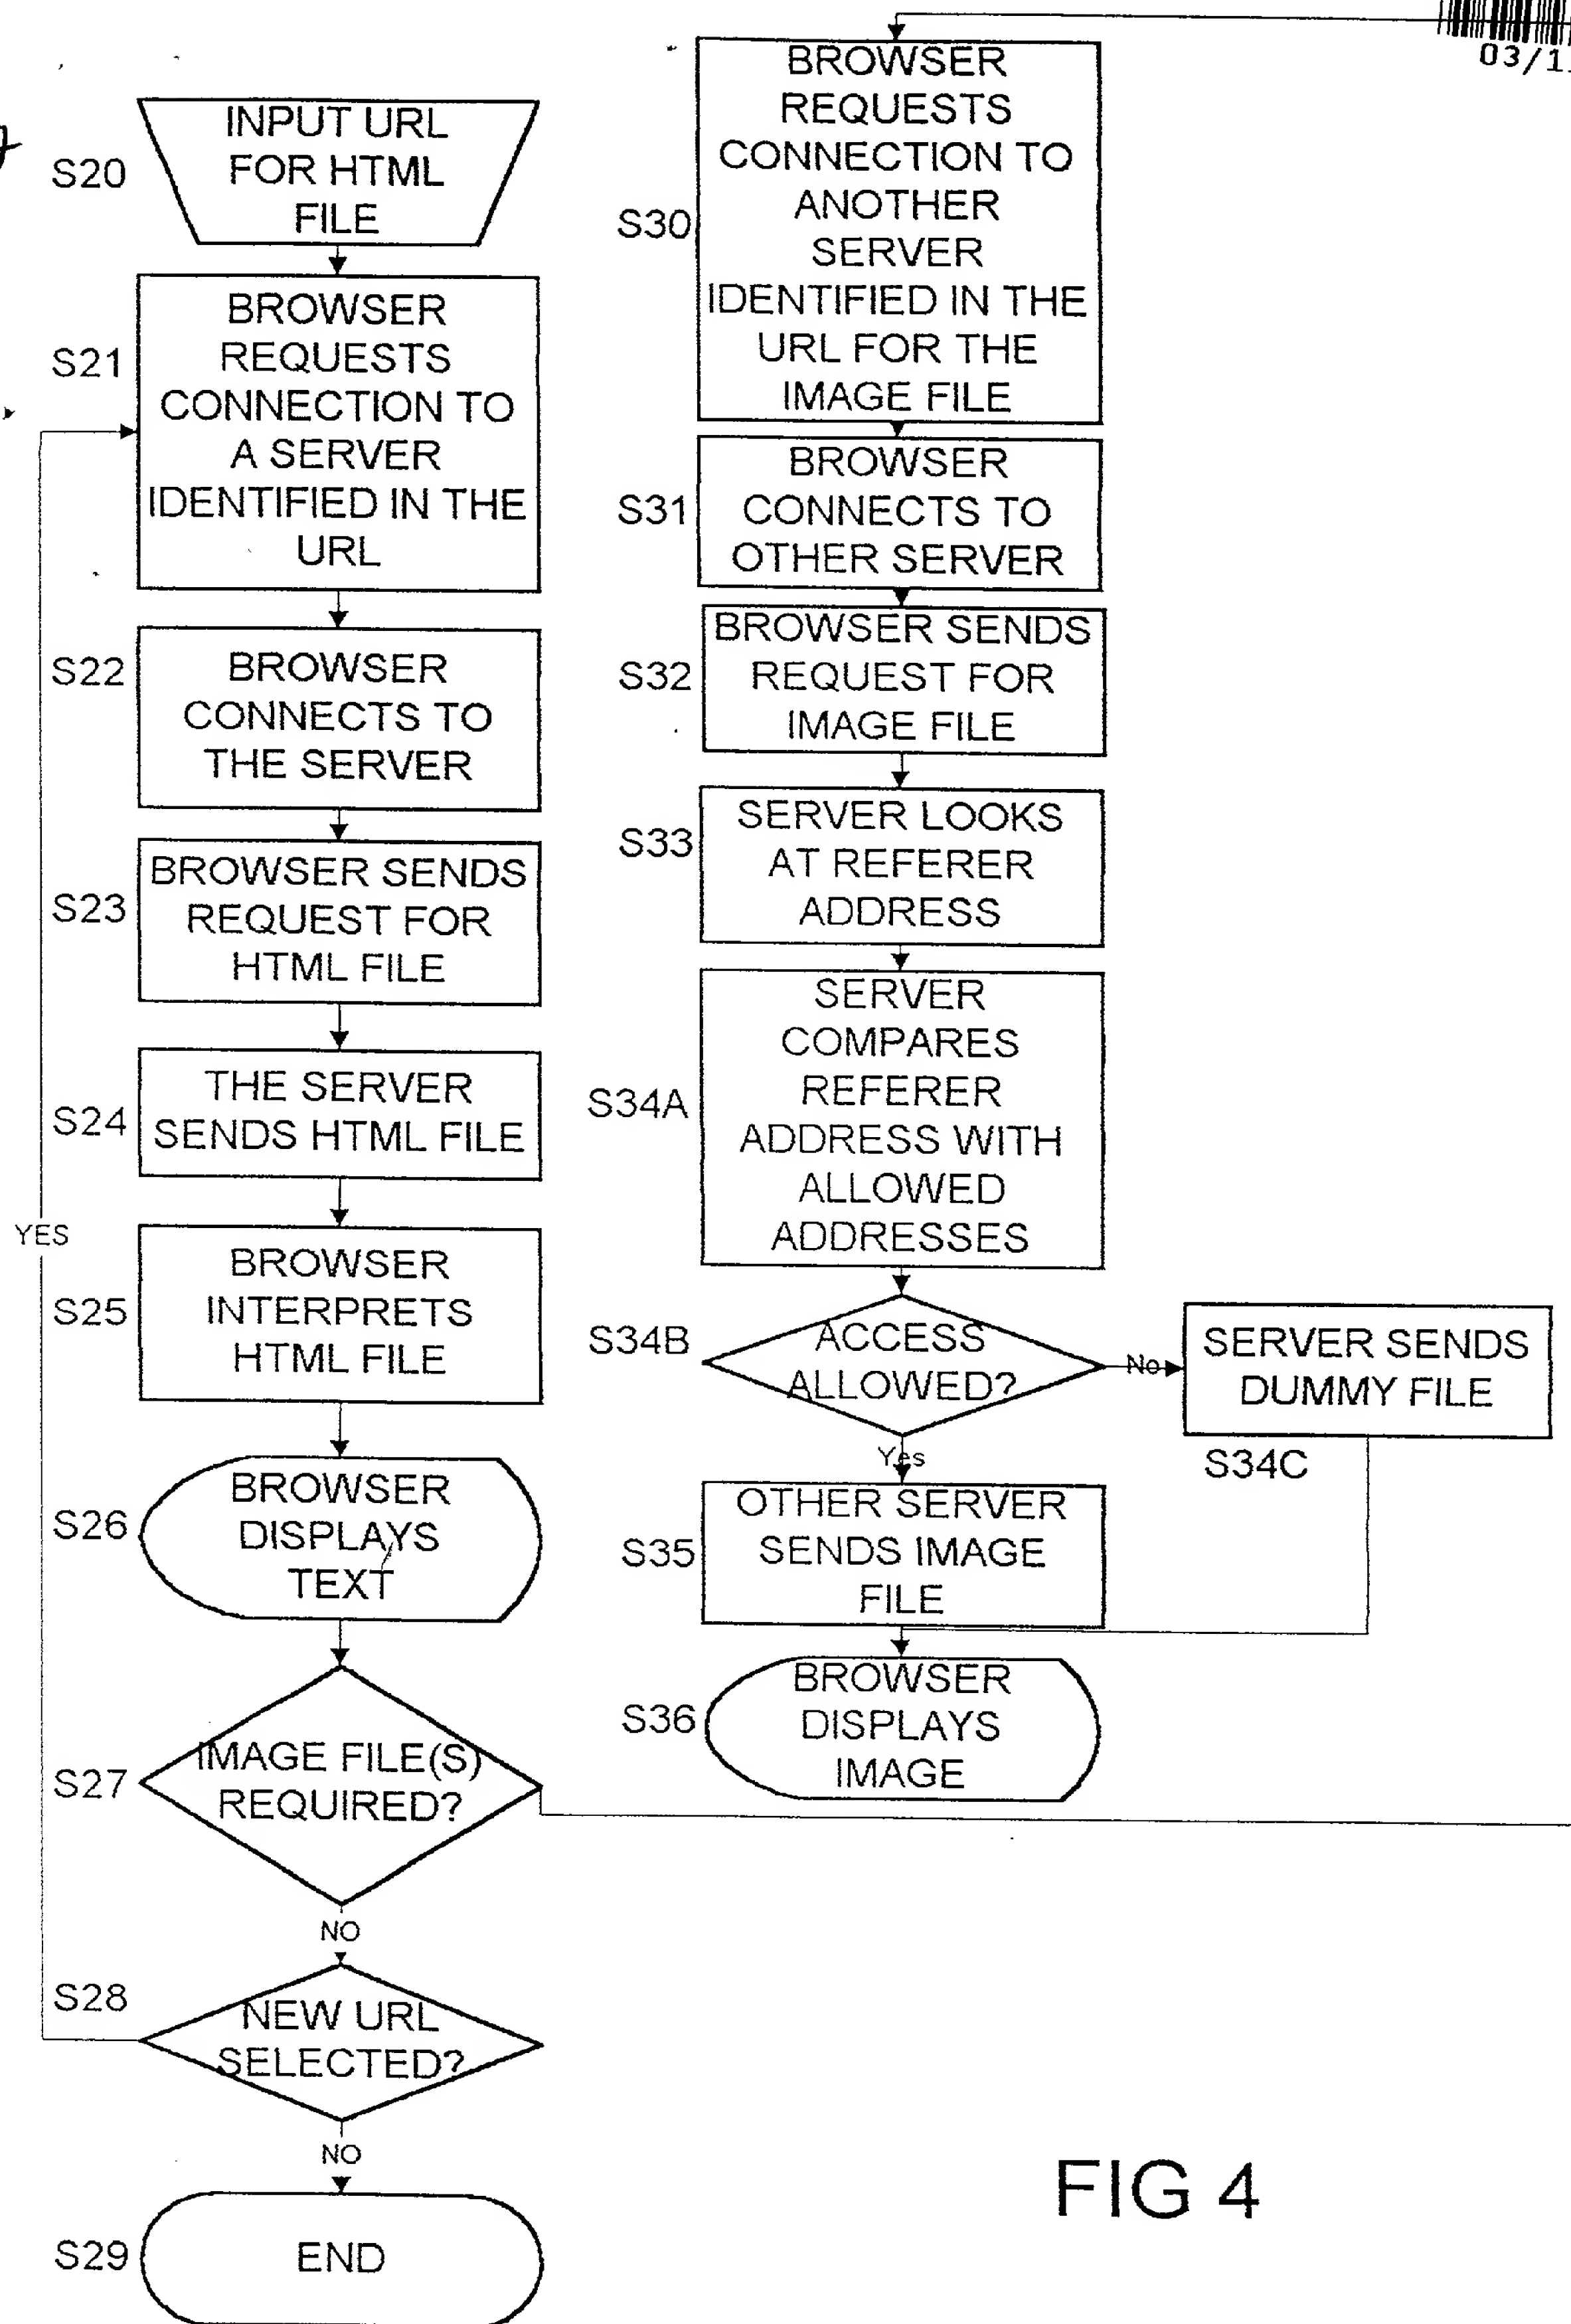 03/1
S20
INPUT URL
FOR HTML
FILE
S21
BROWSER
REQUESTS
CONNECTION TO
A SERVER
IDENTIFIED IN THE
URL
S22
BROWSER
CONNECTS TO
THE SERVER
S23
BROWSER SENDS
REQUEST FOR
HTML FILE
S24
THE SERVER
SENDS HTML FILE
YES
S25
BROWSER
INTERPRETS
HTML FILE
S26
BROWSER
DISPLAYS
TEXT
S27
IMAGE FILE(S)
REQUIRED?
NO
S28
NEW URL
SELECTED?
NO
S29
END
S30
BROWSER
REQUESTS
CONNECTION TO
ANOTHER
SERVER
IDENTIFIED IN THE
URL FOR THE
IMAGE FILE
S31
BROWSER
CONNECTS TO
OTHER SERVER
S32
BROWSER SENDS
REQUEST FOR
IMAGE FILE
S33
SERVER LOOKS
AT REFERER
ADDRESS
S34A
SERVER
COMPARES
REFERER
ADDRESS WITH
ALLOWED
ADDRESSES
S34B
ACCESS
ALLOWED?
No
SERVER SENDS
DUMMY FILE
S34C
Yes
S35
OTHER SERVER
SENDS IMAGE
FILE
S36
BROWSER
DISPLAYS
IMAGE
FIG 4